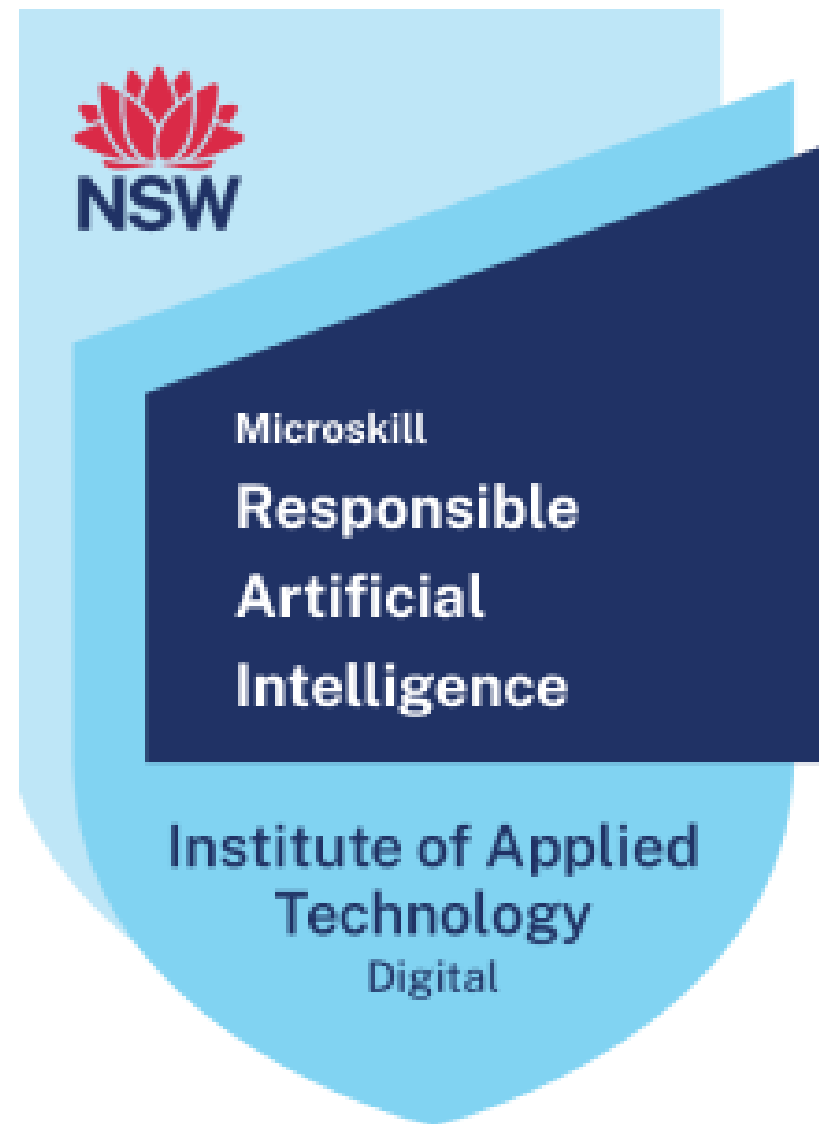 NSW
Microskill
Responsible
Artificial
Intelligence
Institute of Applied
Technology
Digital